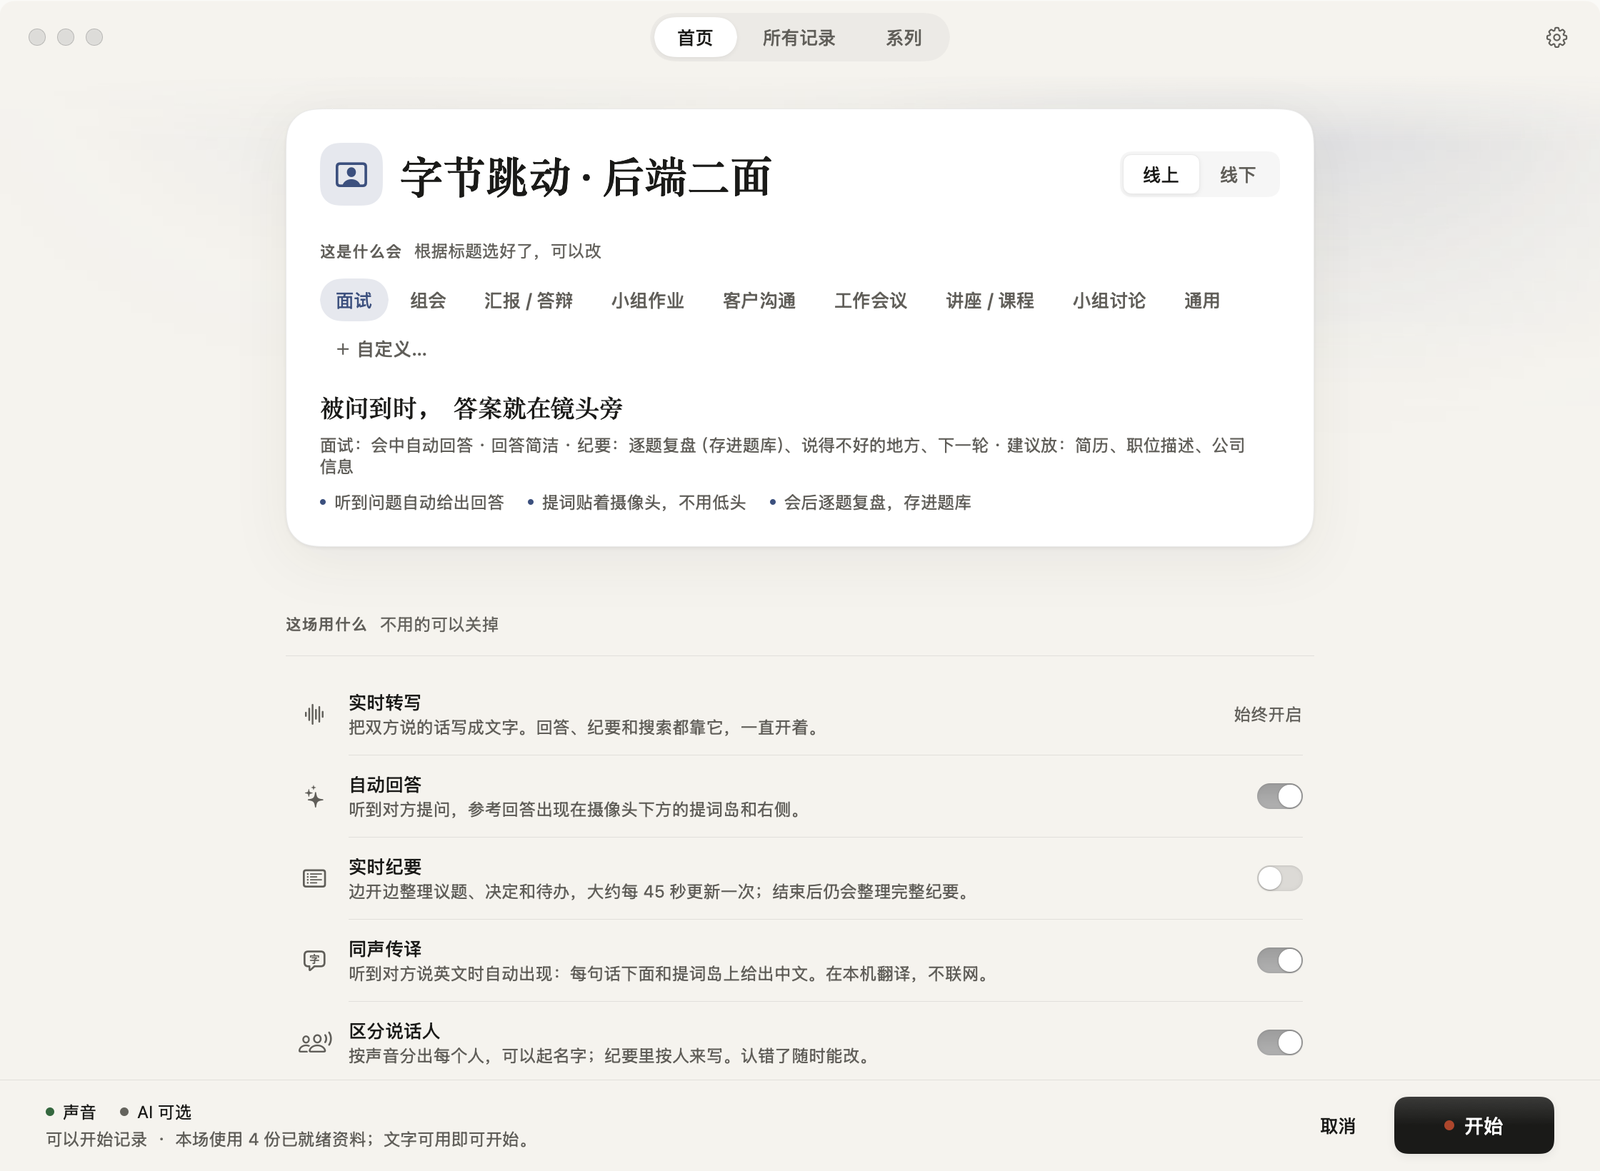 首页 所有记录 系列
字节跳动 · 后端二面
线上 线下
这是什么会 根据标题选好了，可以改
面试 组会 汇报 / 答辩 小组作业 客户沟通 工作会议 讲座 / 课程 小组讨论 通用
+ 自定义...
被问到时， 答案就在镜头旁
面试：会中自动回答 · 回答简洁 · 纪要：逐题复盘 (存进题库)、说得不好的地方、下一轮 · 建议放：简历、职位描述、公司
信息
• 听到问题自动给出回答 • 提词贴着摄像头，不用低头 • 会后逐题复盘，存进题库
这场用什么 不用的可以关掉
实时转写
把双方说的话写成文字。回答、纪要和搜索都靠它，一直开着。
始终开启
自动回答
听到对方提问，参考回答出现在摄像头下方的提词岛和右侧。
实时纪要
边开边整理议题、决定和待办，大约每 45 秒更新一次；结束后仍会整理完整纪要。
字
同声传译
听到对方说英文时自动出现：每句话下面和提词岛上给出中文。在本机翻译，不联网。
区分说话人
按声音分出每个人，可以起名字；纪要里按人来写。认错了随时能改。
声音 AI 可选
可以开始记录 · 本场使用 4 份已就绪资料；文字可用即可开始。
取消 开始